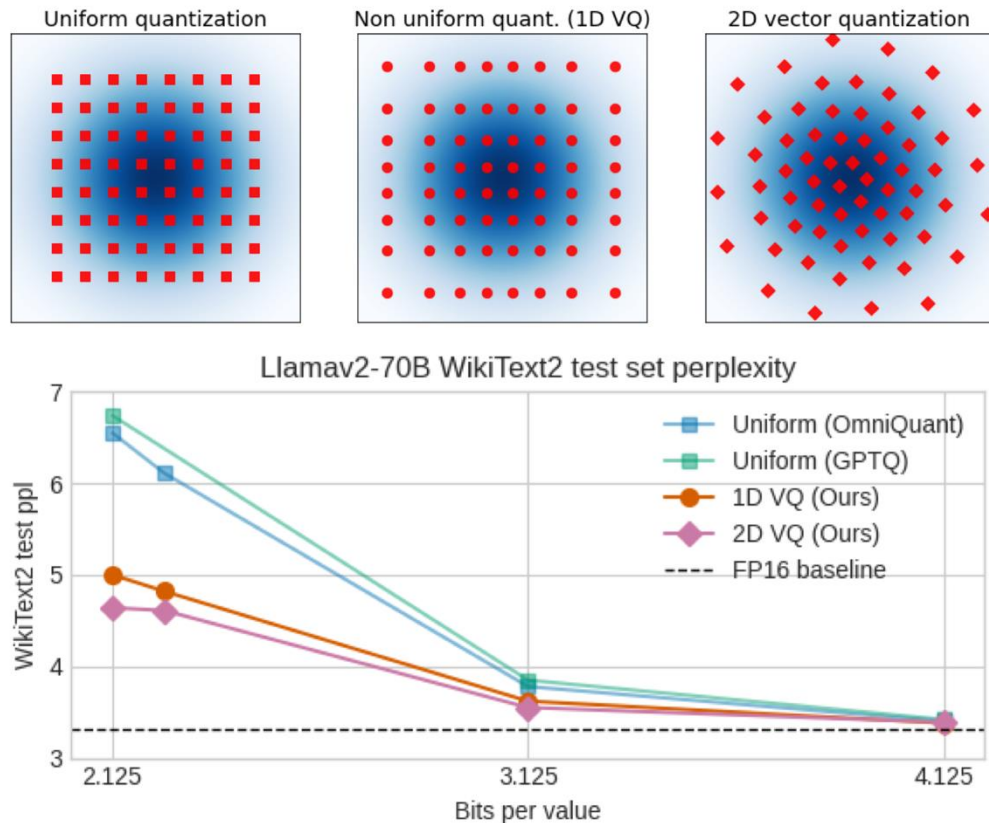 Uniform quantization
Non uniform quant. (1D VQ)
2D vector quantization
Llamav2-70B WikiText2 test set perplexity
WikiText2 test ppl
7
6
5
4
3
Uniform (OmniQuant)
Uniform (GPTQ)
1D VQ (Ours)
2D VQ (Ours)
FP16 baseline
2.125
3.125
4.125
Bits per value